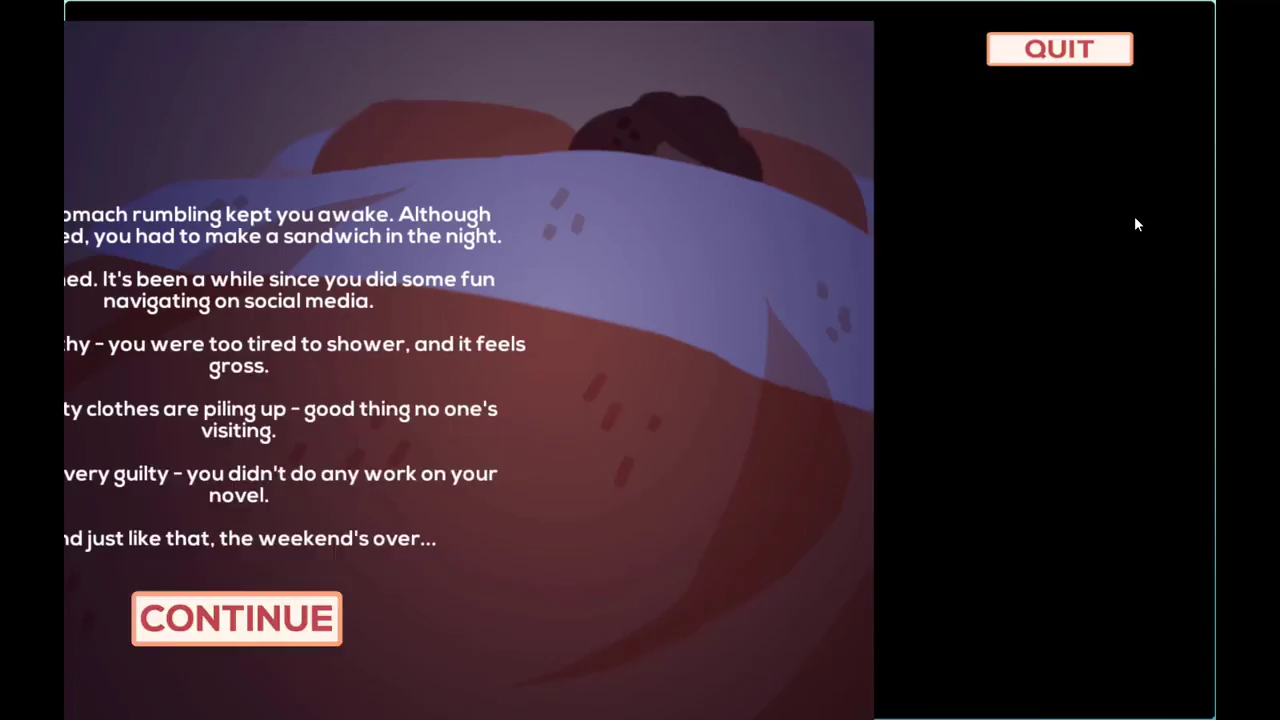 QUIT
omach rumbling kept you awake. Although
ed, you had to make a sandwich in the night.
ned. It's been a while since you did some fun
navigating on social media.
thy - you were too tired to shower, and it feels
gross.
ty clothes are piling up - good thing no one's
visiting.
very guilty - you didn't do any work on your
novel.
nd just like that, the weekend's over...
CONTINUE